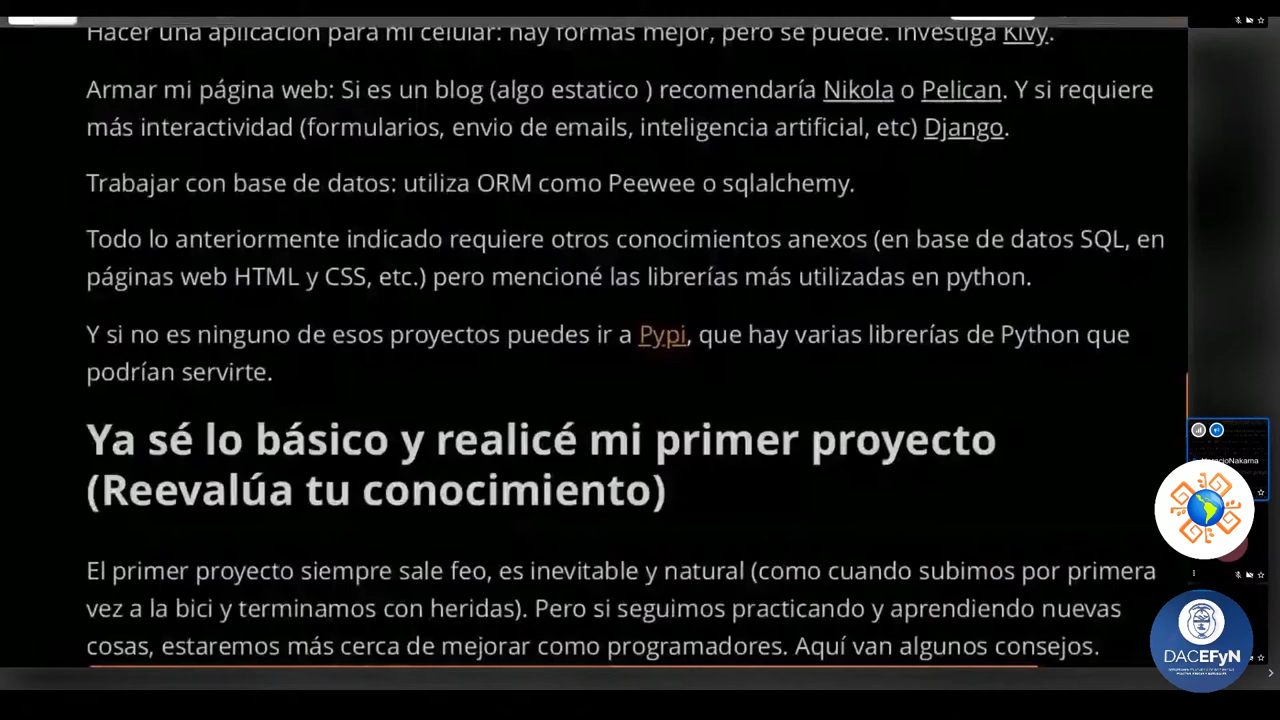 Hacer una aplicación para mi celular: hay formas mejor, pero se puede. Investiga Kivy.
Armar mi página web: Si es un blog (algo estatico ) recomendaría Nikola o Pelican. Y si requiere
más interactividad (formularios, envio de emails, inteligencia artificial, etc) Django.
Trabajar con base de datos: utiliza ORM como Peewee o sqlalchemy.
Todo lo anteriormente indicado requiere otros conocimientos anexos (en base de datos SQL, en
páginas web HTML y CSS, etc.) pero mencioné las librerías más utilizadas en python.
Y si no es ninguno de esos proyectos puedes ir a Pypi, que hay varias librerías de Python que
podrían servirte.
Ya sé lo básico y realicé mi primer proyecto
(Reevalúa tu conocimiento)
El primer proyecto siempre sale feo, es inevitable y natural (como cuando subimos por primera
vez a la bici y terminamos con heridas). Pero si seguimos practicando y aprendiendo nuevas
cosas, estaremos más cerca de mejorar como programadores. Aquí van algunos consejos.
DACEFyN